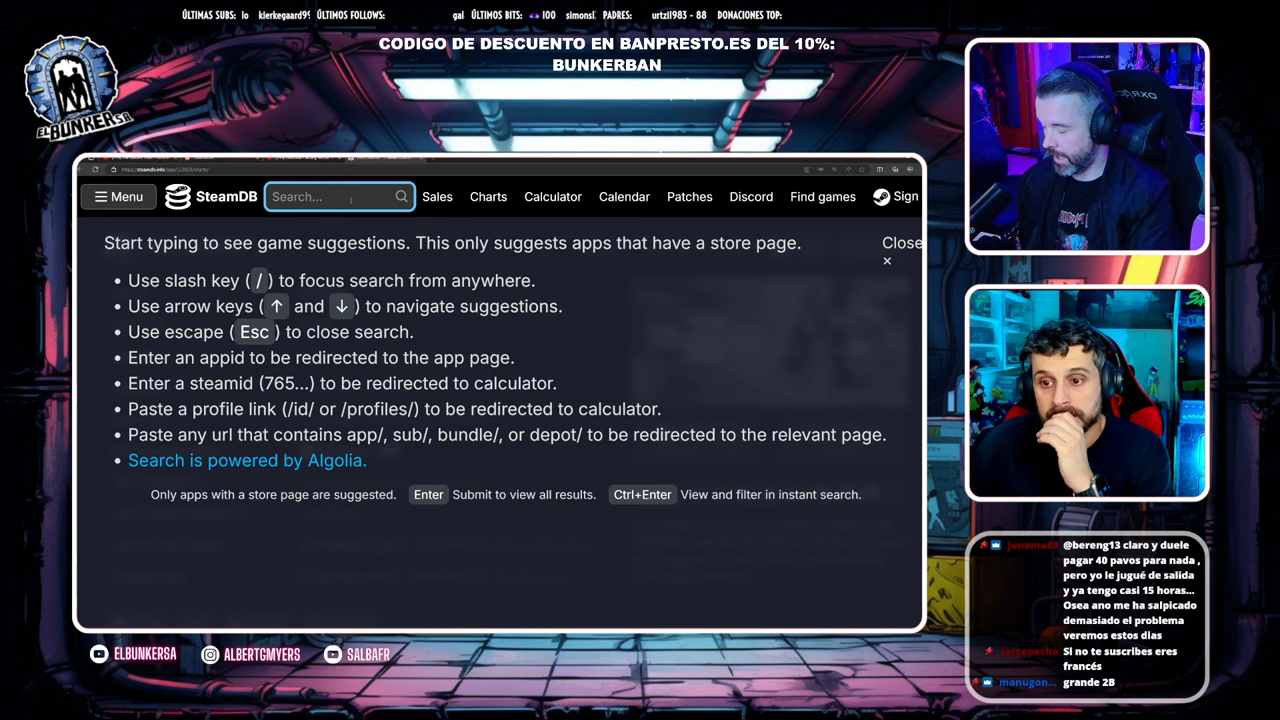 ÚLTIMAS SUBS: lo kierkegaard99 ÚLTIMOS FOLLOWS: gal ÚLTIMOS BITS: 100 simonsi PADRES: urtzi1983 - 88 DONACIONES TOP:
CODIGO DE DESCUENTO EN BANPRESTO.ES DEL 10%:
BUNKERBAN
ELBUNKERSA
Menu SteamDB Search... Sales Charts Calculator Calendar Patches Discord Find games Sign
Start typing to see game suggestions. This only suggests apps that have a store page. Close
×
• Use slash key ( / ) to focus search from anywhere.
• Use arrow keys ( ↑ and ↓ ) to navigate suggestions.
• Use escape ( Esc ) to close search.
• Enter an appid to be redirected to the app page.
• Enter a steamid (765...) to be redirected to calculator.
• Paste a profile link (/id/ or /profiles/) to be redirected to calculator.
• Paste any url that contains app/, sub/, bundle/, or depot/ to be redirected to the relevant page.
• Search is powered by Algolia.
Only apps with a store page are suggested. Enter Submit to view all results. Ctrl+Enter View and filter in instant search.
DXRACER
@bereng13 claro y duele
pagar 40 pavos para nada ,
pero yo le jugué de salida
y ya tengo casi 15 horas...
Osea ano me ha salpicado
demasiado el problema
veremos estos dias
jorgepecha Si no te suscribes eres
francés
manugon... grande 2B
ELBUNKERSA ALBERTGMYERS SALBAFR